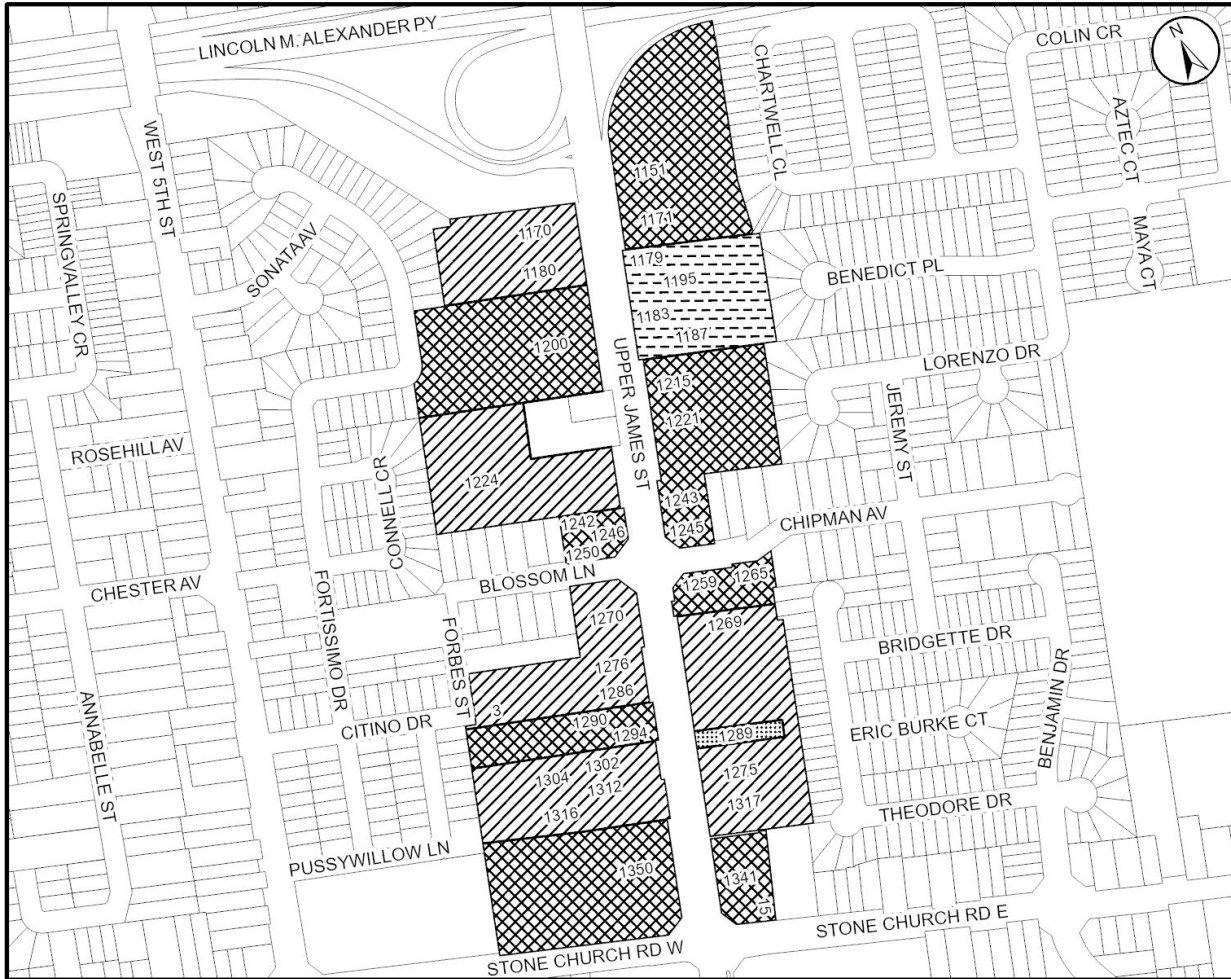 LINCOLN M. ALEXANDER PY
COLIN CR
N
CHARTWELL CL
AZTEC CT
WEST 5TH ST
SPRINGVALLEY CR
1151
1171
MAYA CT
SONATA AV
1170
1180
1179
1195
1183
1187
BENEDICT PL
1200
UPPER JAMES ST
LORENZO DR
1215
1221
JEREMY ST
ROSEHILL AV
CONNELL CR
1224
1243
1245
1242
1246
1250
CHIPMAN AV
CHESTER AV
BLOSSOM LN
1259
1265
FORTISSIMO DR
FORBES ST
1270
1269
BRIDGETTE DR
BENJAMIN DR
1276
1286
3
ANNABELLE ST
CITINO DR
1290
1294
1289
ERIC BURKE CT
1304
1302
1312
1316
1275
1317
THEODORE DR
PUSSYWILLOW LN
1350
1341
15
STONE CHURCH RD W
STONE CHURCH RD E